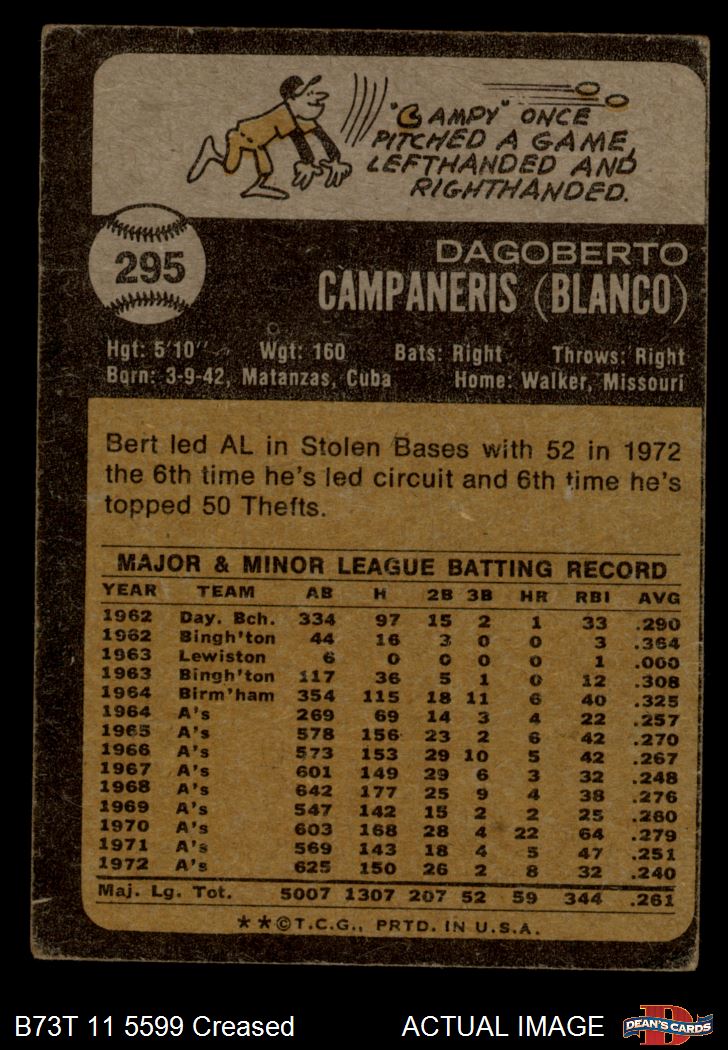 "CAMPY" ONCE
PITCHED A GAME,
LEFTHANDED AND
RIGHTHANDED.
295
DAGOBERTO
CAMPANERIS (BLANCO)
Hgt: 5'10" Wgt: 160 Bats: Right Throws: Right
Born: 3-9-42, Matanzas, Cuba Home: Walker, Missouri
Bert led AL in Stolen Bases with 52 in 1972
the 6th time he's led circuit and 6th time he's
topped 50 Thefts.
MAJOR & MINOR LEAGUE BATTING RECORD
YEAR TEAM AB H 2B 3B HR RBI AVG
1962 Day. Bch. 334 97 15 2 1 33 .290
1962 Bingh'ton 44 16 3 0 0 3 .364
1963 Lewiston 6 0 0 0 0 1 .000
1963 Bingh'ton 117 36 5 1 0 12 .308
1964 Birm'ham 354 115 18 11 6 40 .325
1964 A's 269 69 14 3 4 22 .257
1965 A's 578 156 23 2 6 42 .270
1966 A's 573 153 29 10 5 42 .267
1967 A's 601 149 29 6 3 32 .248
1968 A's 642 177 25 9 4 38 .276
1969 A's 547 142 15 2 2 25 .260
1970 A's 603 168 28 4 22 64 .279
1971 A's 569 143 18 4 5 47 .251
1972 A's 625 150 26 2 8 32 .240
Maj. Lg. Tot. 5007 1307 207 52 59 344 .261
**©T.C.G., PRTD. IN U.S.A.
B73T 11 5599 Creased ACTUAL IMAGE
D
DEAN'S CARDS